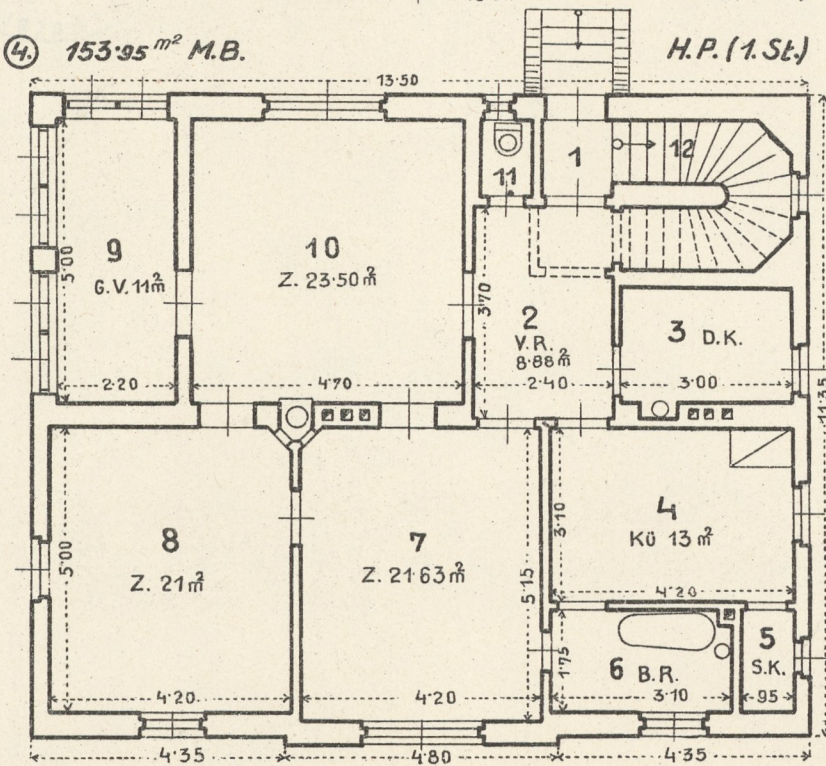 4. 153·95 m² M.B.
H.P. (1. St.)
13·50
9
G.V. 11 m²
5·00
2·20
10
Z. 23·50 m²
4·70
11
1
12
3·70
2
V.R.
8·88 m²
2·40
3 D.K.
3·00
11·35
8
Z. 21 m²
5·00
4·20
7
Z. 21·63 m²
5·15
4·20
4
Kü 13 m²
3·10
4·20
6 B.R.
1·75
3·10
5
S.K.
95
4·35
4·80
4·35